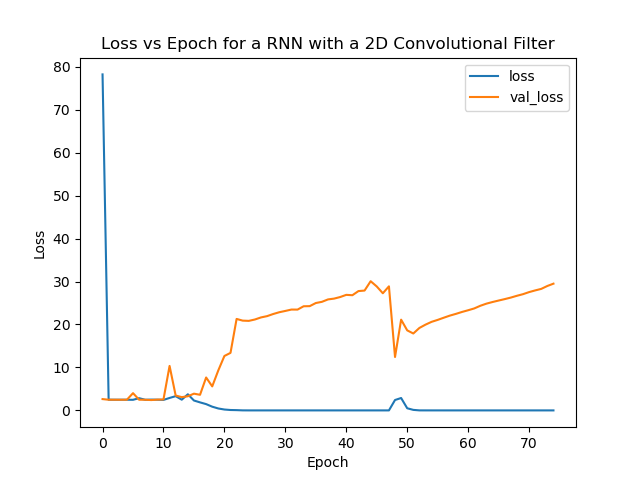 Loss vs Epoch for a RNN with a 2D Convolutional Filter
loss
val_loss
80
70
60
50
40
30
20
10
0
Loss
0 10 20 30 40 50 60 70
Epoch